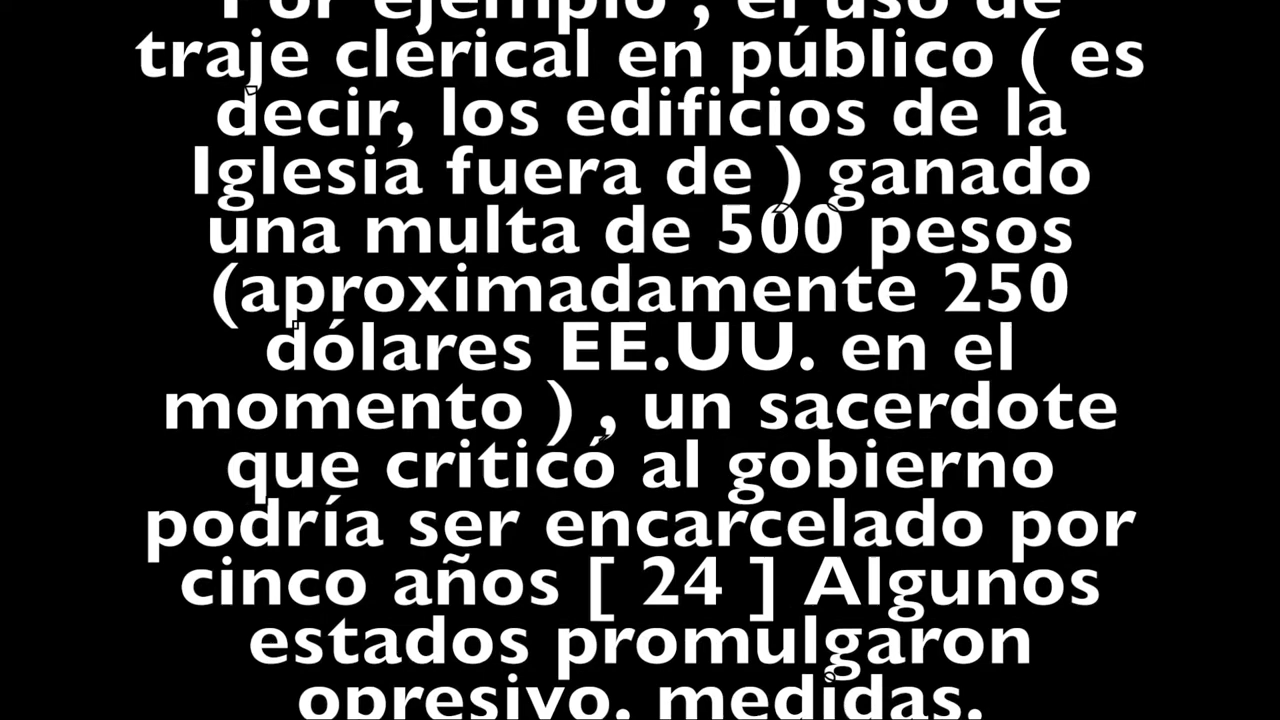 Por ejemplo , el uso de
traje clerical en público ( es
decir, los edificios de la
Iglesia fuera de ) ganado
una multa de 500 pesos
(aproximadamente 250
dólares EE.UU. en el
momento ) , un sacerdote
que criticó al gobierno
podría ser encarcelado por
cinco años [ 24 ] Algunos
estados promulgaron
opresivo. medidas.